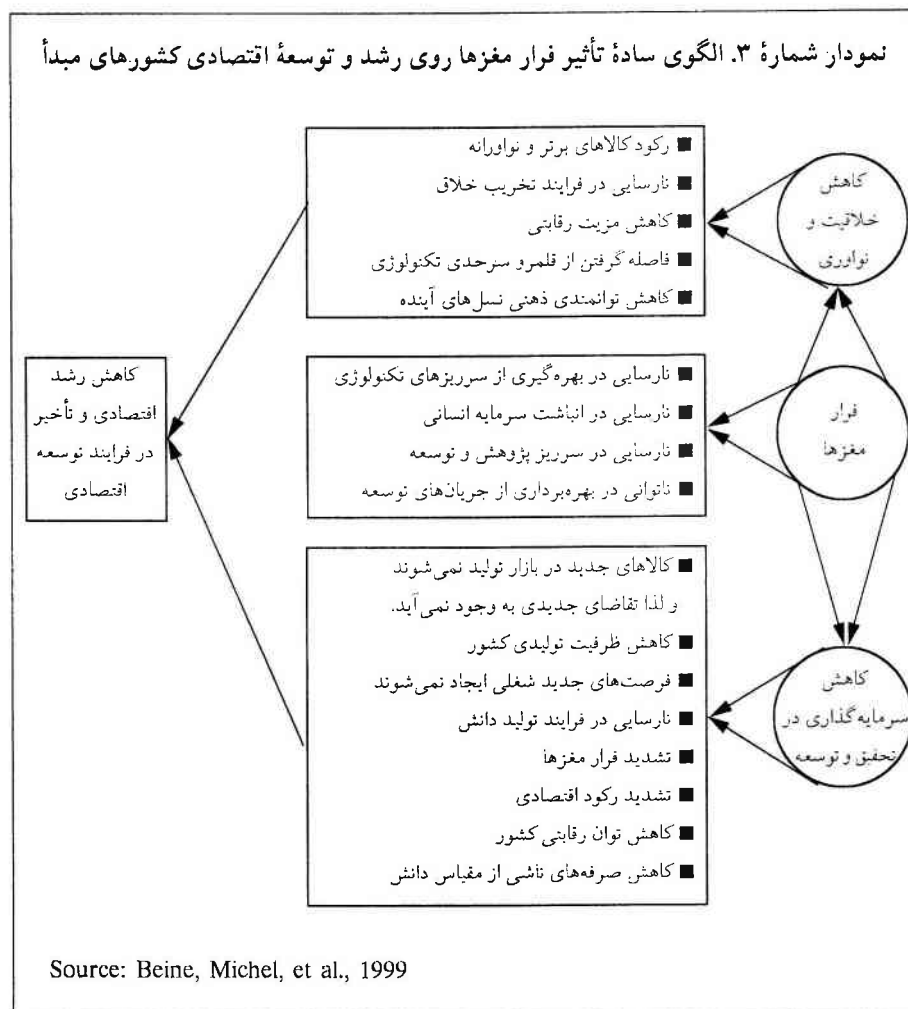 نمودار شمارهٔ ۳. الگوی سادهٔ تأثیر فرار مغزها روی رشد و توسعهٔ اقتصادی کشورهای مبدأ
کاهش
خلاقیت و
نوآوری
■ رکود کالاهای برتر و نوآورانه
■ نارسایی در فرایند تخریب خلاق
■ کاهش مزیت رقابتی
■ فاصله گرفتن از قلمرو سرحدی تکنولوژی
■ کاهش توانمندی ذهنی نسل‌های آینده
فرار
مغزها
■ نارسایی در بهره‌گیری از سرریزهای تکنولوژی
■ نارسایی در انباشت سرمایه انسانی
■ نارسایی در سرریز پژوهش و توسعه
■ ناتوانی در بهره‌برداری از جریان‌های توسعه
کاهش
سرمایه‌گذاری در
تحقیق و توسعه
■ کالاهای جدید در بازار تولید نمی‌شوند
و لذا تقاضای جدیدی به وجود نمی‌آید.
■ کاهش ظرفیت تولیدی کشور
■ فرصت‌های جدید شغلی ایجاد نمی‌شوند
■ نارسایی در فرایند تولید دانش
■ تشدید فرار مغزها
■ تشدید رکود اقتصادی
■ کاهش توان رقابتی کشور
■ کاهش صرفه‌های ناشی از مقیاس دانش
کاهش رشد
اقتصادی و تأخیر
در فرایند توسعه
اقتصادی
Source: Beine, Michel, et al., 1999